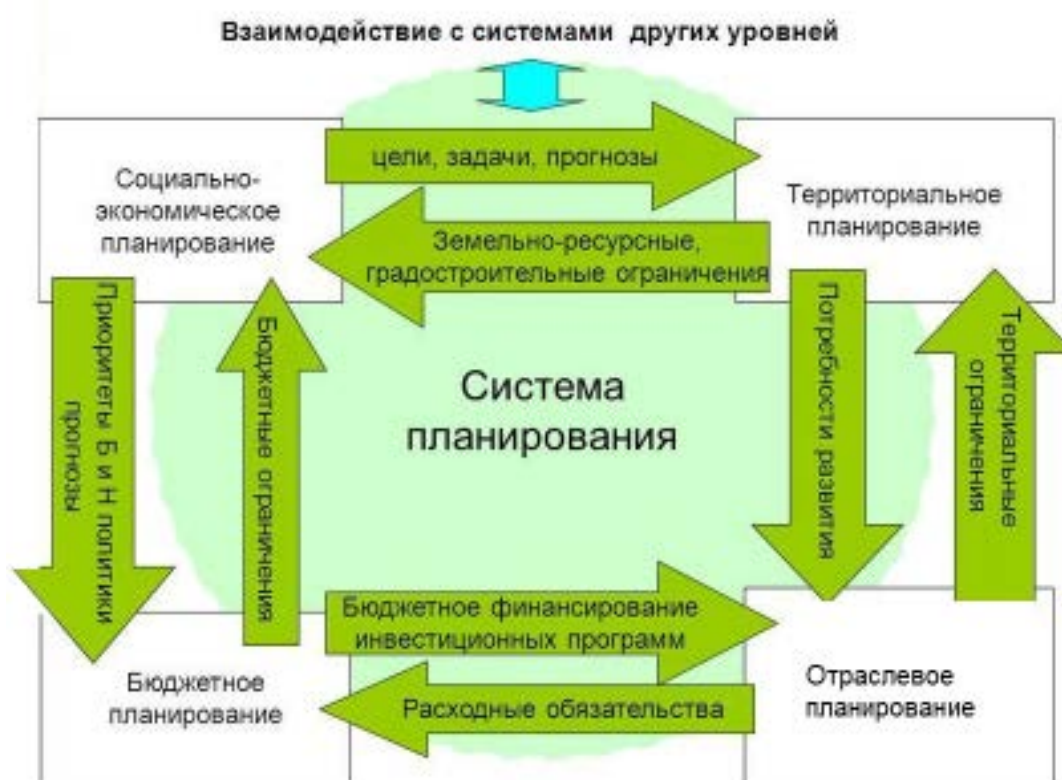 Взаимодействие с системами других уровней
цели, задачи, прогнозы
Социально-
экономическое
планирование
Территориальное
планирование
Земельно-ресурсные,
градостроительные ограничения
Приоритеты Б и Н политики
прогнозы
Бюджетные ограничения
Система
планирования
Потребности развития
Территориальные
ограничения
Бюджетное финансирование
инвестиционных программ
Бюджетное
планирование
Расходные обязательства
Отраслевое
планирование